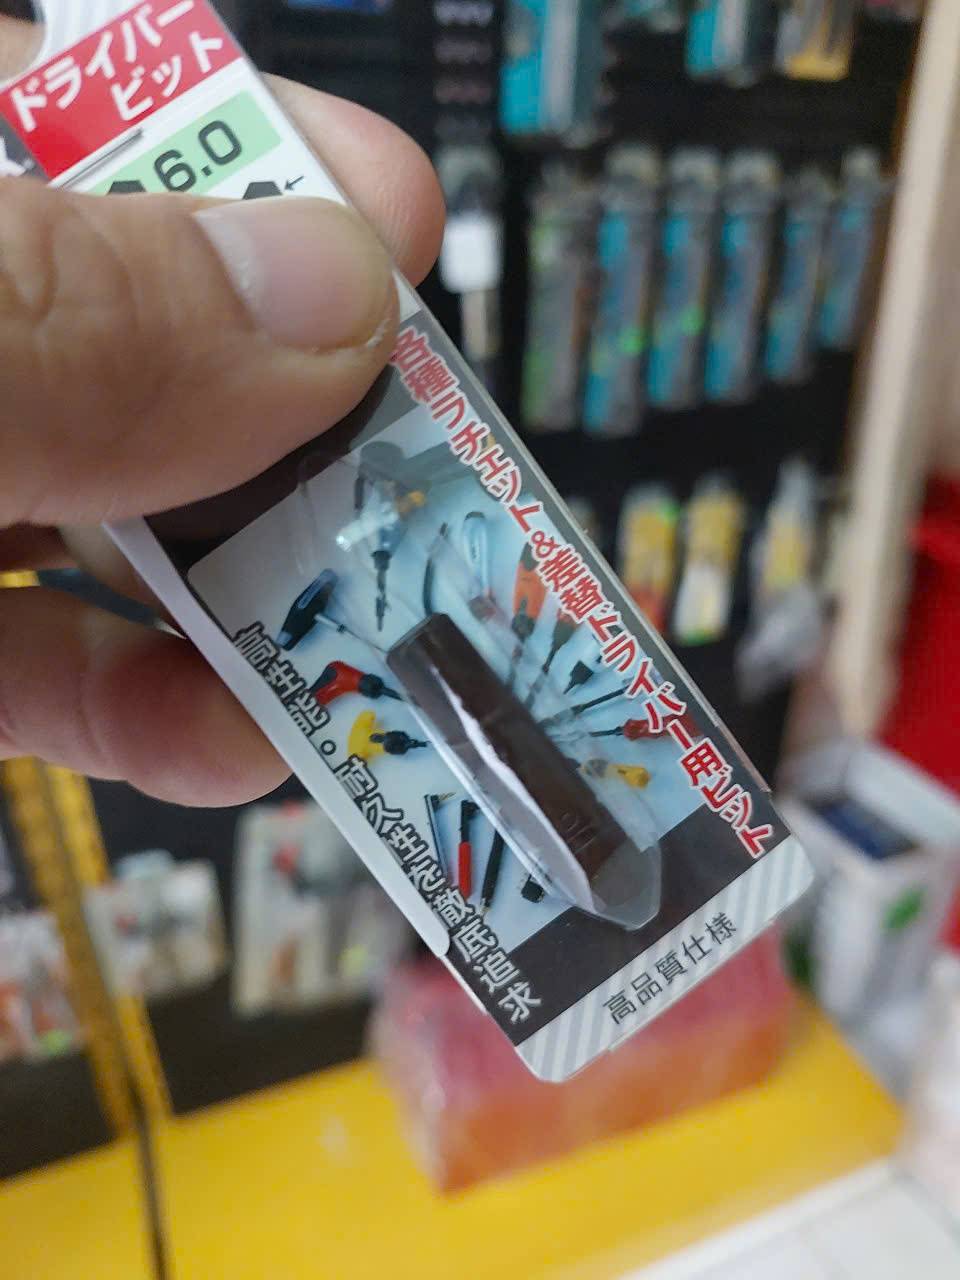 ドライバー
ビット
6.0
各種ラチェット&差替ドライバー用ビット
高性能・耐久性を徹底追求
高品質仕様